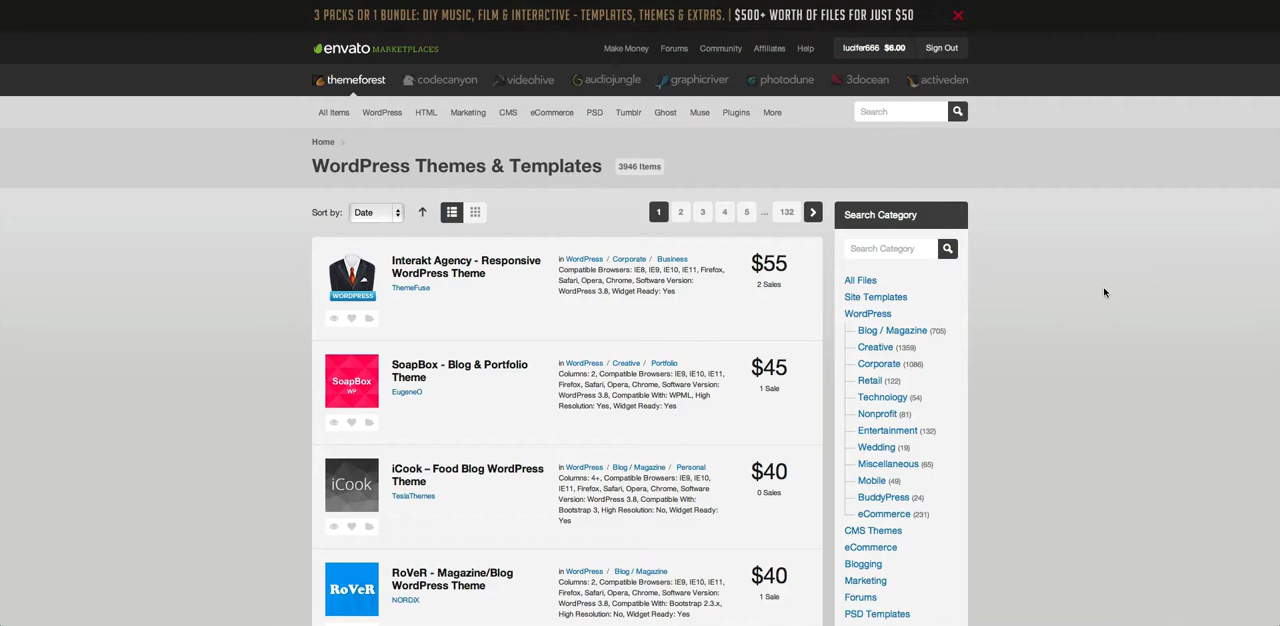 3 PACKS OR 1 BUNDLE: DIY MUSIC, FILM & INTERACTIVE - TEMPLATES, THEMES & EXTRAS. | $500+ WORTH OF FILES FOR JUST $50
envato MARKETPLACES
Make Money Forums Community Affiliates Help lucifer666 $6.00 Sign Out
themeforest codecanyon videohive audiojungle graphicriver photodune 3docean activeden
All Items WordPress HTML Marketing CMS eCommerce PSD Tumblr Ghost Muse Plugins More Search
Home
WordPress Themes & Templates 3946 Items
Sort by: Date 1 2 3 4 5 ... 132
Interakt Agency - Responsive
WordPress Theme
ThemeFuse
WORDPRESS
in WordPress / Corporate / Business
Compatible Browsers: IE8, IE9, IE10, IE11, Firefox,
Safari, Opera, Chrome, Software Version:
WordPress 3.8, Widget Ready: Yes
$55
2 Sales
SoapBox - Blog & Portfolio
Theme
EugeneO
SoapBox
WP
in WordPress / Creative / Portfolio
Columns: 2, Compatible Browsers: IE9, IE10, IE11,
Firefox, Safari, Opera, Chrome, Software Version:
WordPress 3.8, Compatible With: WPML, High
Resolution: Yes, Widget Ready: Yes
$45
1 Sale
iCook – Food Blog WordPress
Theme
TeslaThemes
iCook
in WordPress / Blog / Magazine / Personal
Columns: 4+, Compatible Browsers: IE9, IE10,
IE11, Firefox, Safari, Opera, Chrome, Software
Version: WordPress 3.8, Compatible With:
Bootstrap 3, High Resolution: No, Widget Ready:
Yes
$40
0 Sales
RoVeR - Magazine/Blog
WordPress Theme
NORDIX
RoVeR
in WordPress / Blog / Magazine
Columns: 2, Compatible Browsers: IE9, IE10, IE11,
Firefox, Safari, Opera, Chrome, Software Version:
WordPress 3.8, Compatible With: Bootstrap 2.3.x,
High Resolution: No, Widget Ready: Yes
$40
1 Sale
Search Category
Search Category
All Files
Site Templates
WordPress
Blog / Magazine (705)
Creative (1359)
Corporate (1086)
Retail (122)
Technology (54)
Nonprofit (81)
Entertainment (132)
Wedding (19)
Miscellaneous (65)
Mobile (49)
BuddyPress (24)
eCommerce (231)
CMS Themes
eCommerce
Blogging
Marketing
Forums
PSD Templates